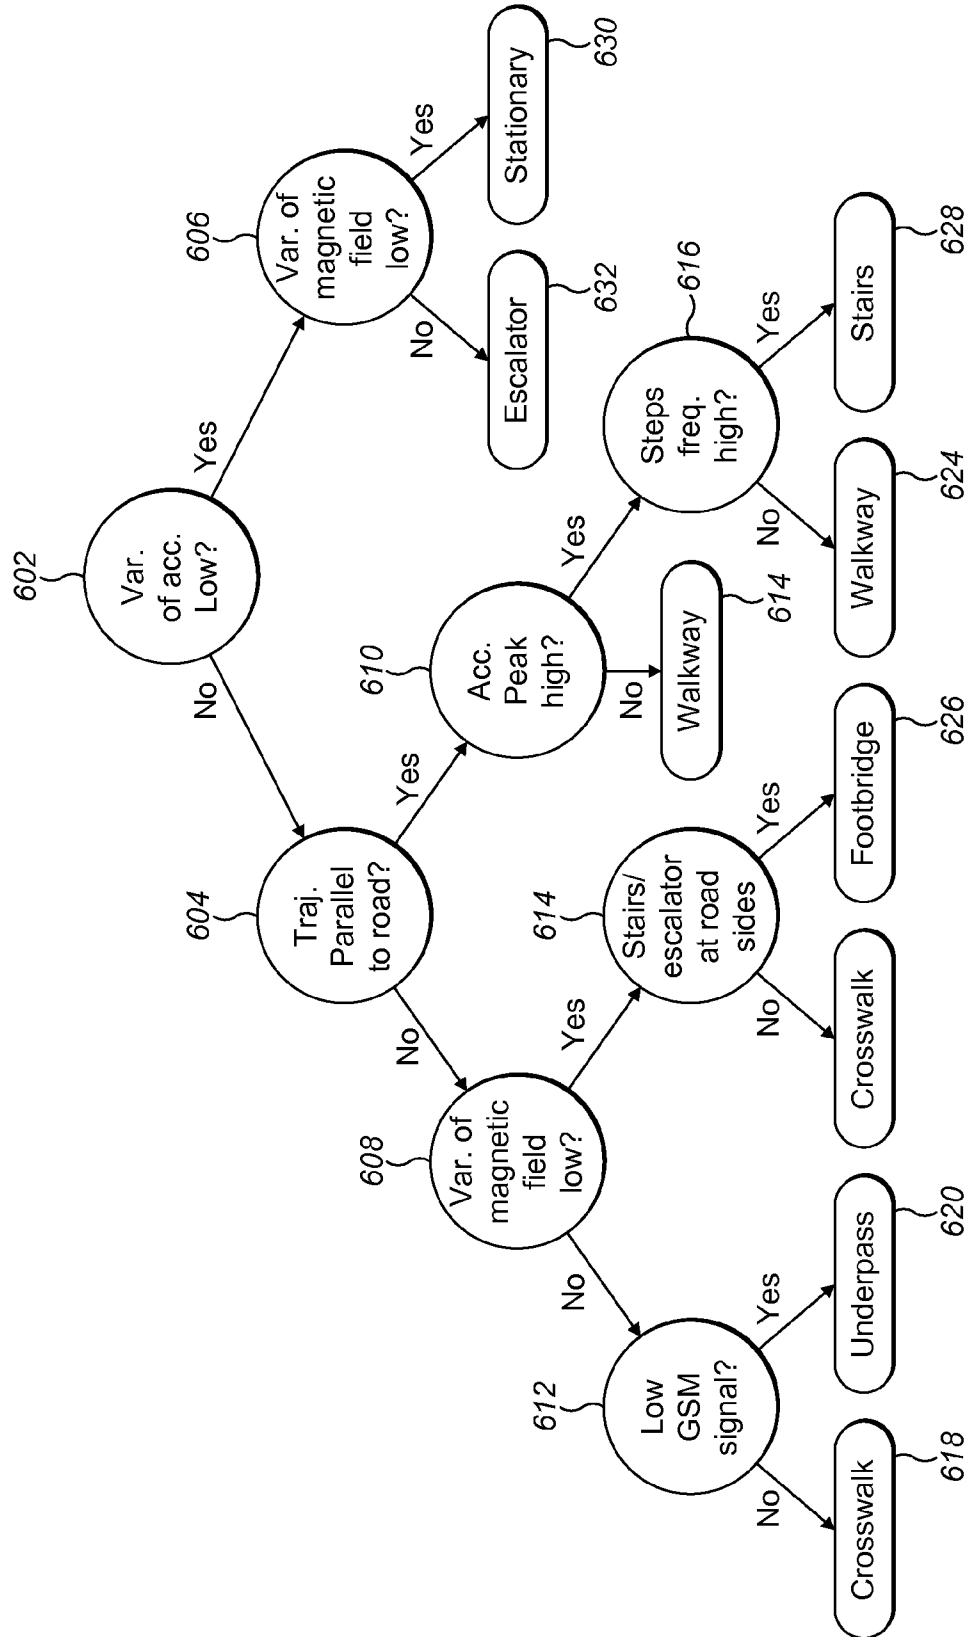 602
Var.
of acc.
Low?
No
Yes
604
Traj.
Parallel
to road?
606
Var. of
magnetic
field
low?
No
Yes
No
Yes
608
Var. of
magnetic
field
low?
610
Acc.
Peak
high?
Escalator
632
Stationary
630
No
Yes
No
Yes
612
Low
GSM
signal?
614
Stairs/
escalator
at road
sides
Walkway
614
616
Steps
freq.
high?
No
Yes
No
Yes
No
Yes
Crosswalk
618
Underpass
620
Crosswalk
Footbridge
626
Walkway
624
Stairs
628